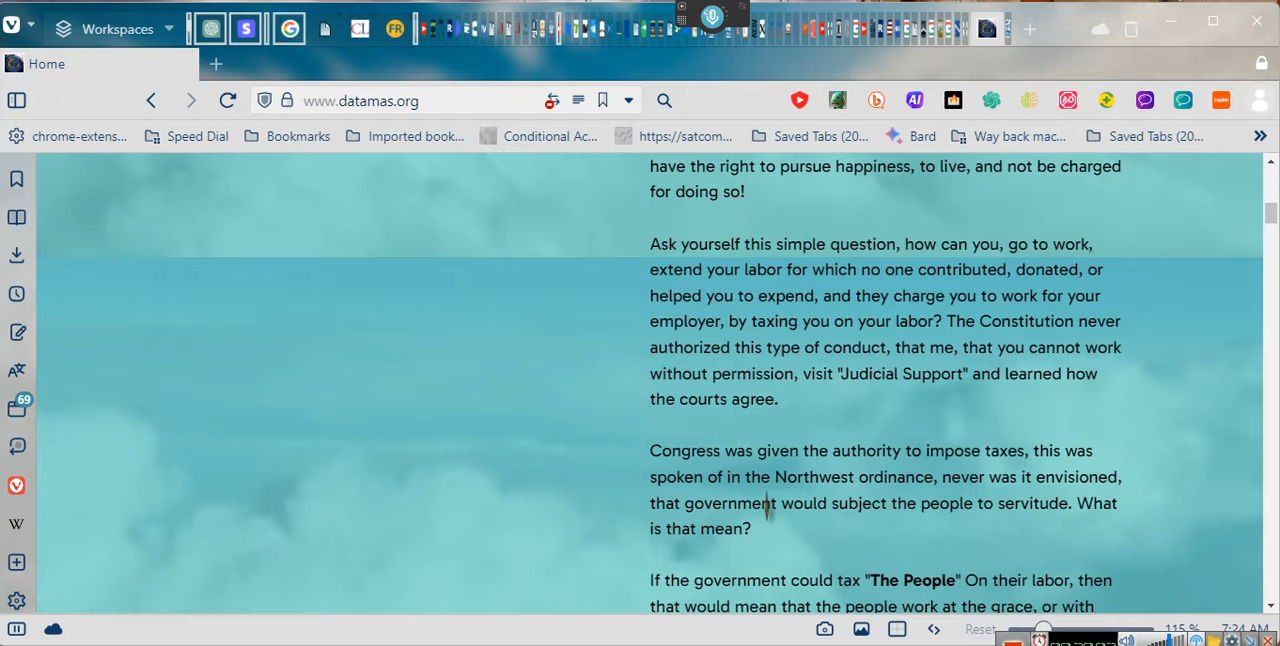 Workspaces
Home
www.datamas.org
chrome-extens...
Speed Dial
Bookmarks
Imported book...
Conditional Ac...
https://satcom...
Saved Tabs (20...
Bard
Way back mac...
Saved Tabs (20...
have the right to pursue happiness, to live, and not be charged
for doing so!
Ask yourself this simple question, how can you, go to work,
extend your labor for which no one contributed, donated, or
helped you to expend, and they charge you to work for your
employer, by taxing you on your labor? The Constitution never
authorized this type of conduct, that me, that you cannot work
without permission, visit "Judicial Support" and learned how
the courts agree.
Congress was given the authority to impose taxes, this was
spoken of in the Northwest ordinance, never was it envisioned,
that government would subject the people to servitude. What
is that mean?
If the government could tax "The People" On their labor, then
that would mean that the people work at the grace, or with
69
W
Reset
115 %
7:24 AM